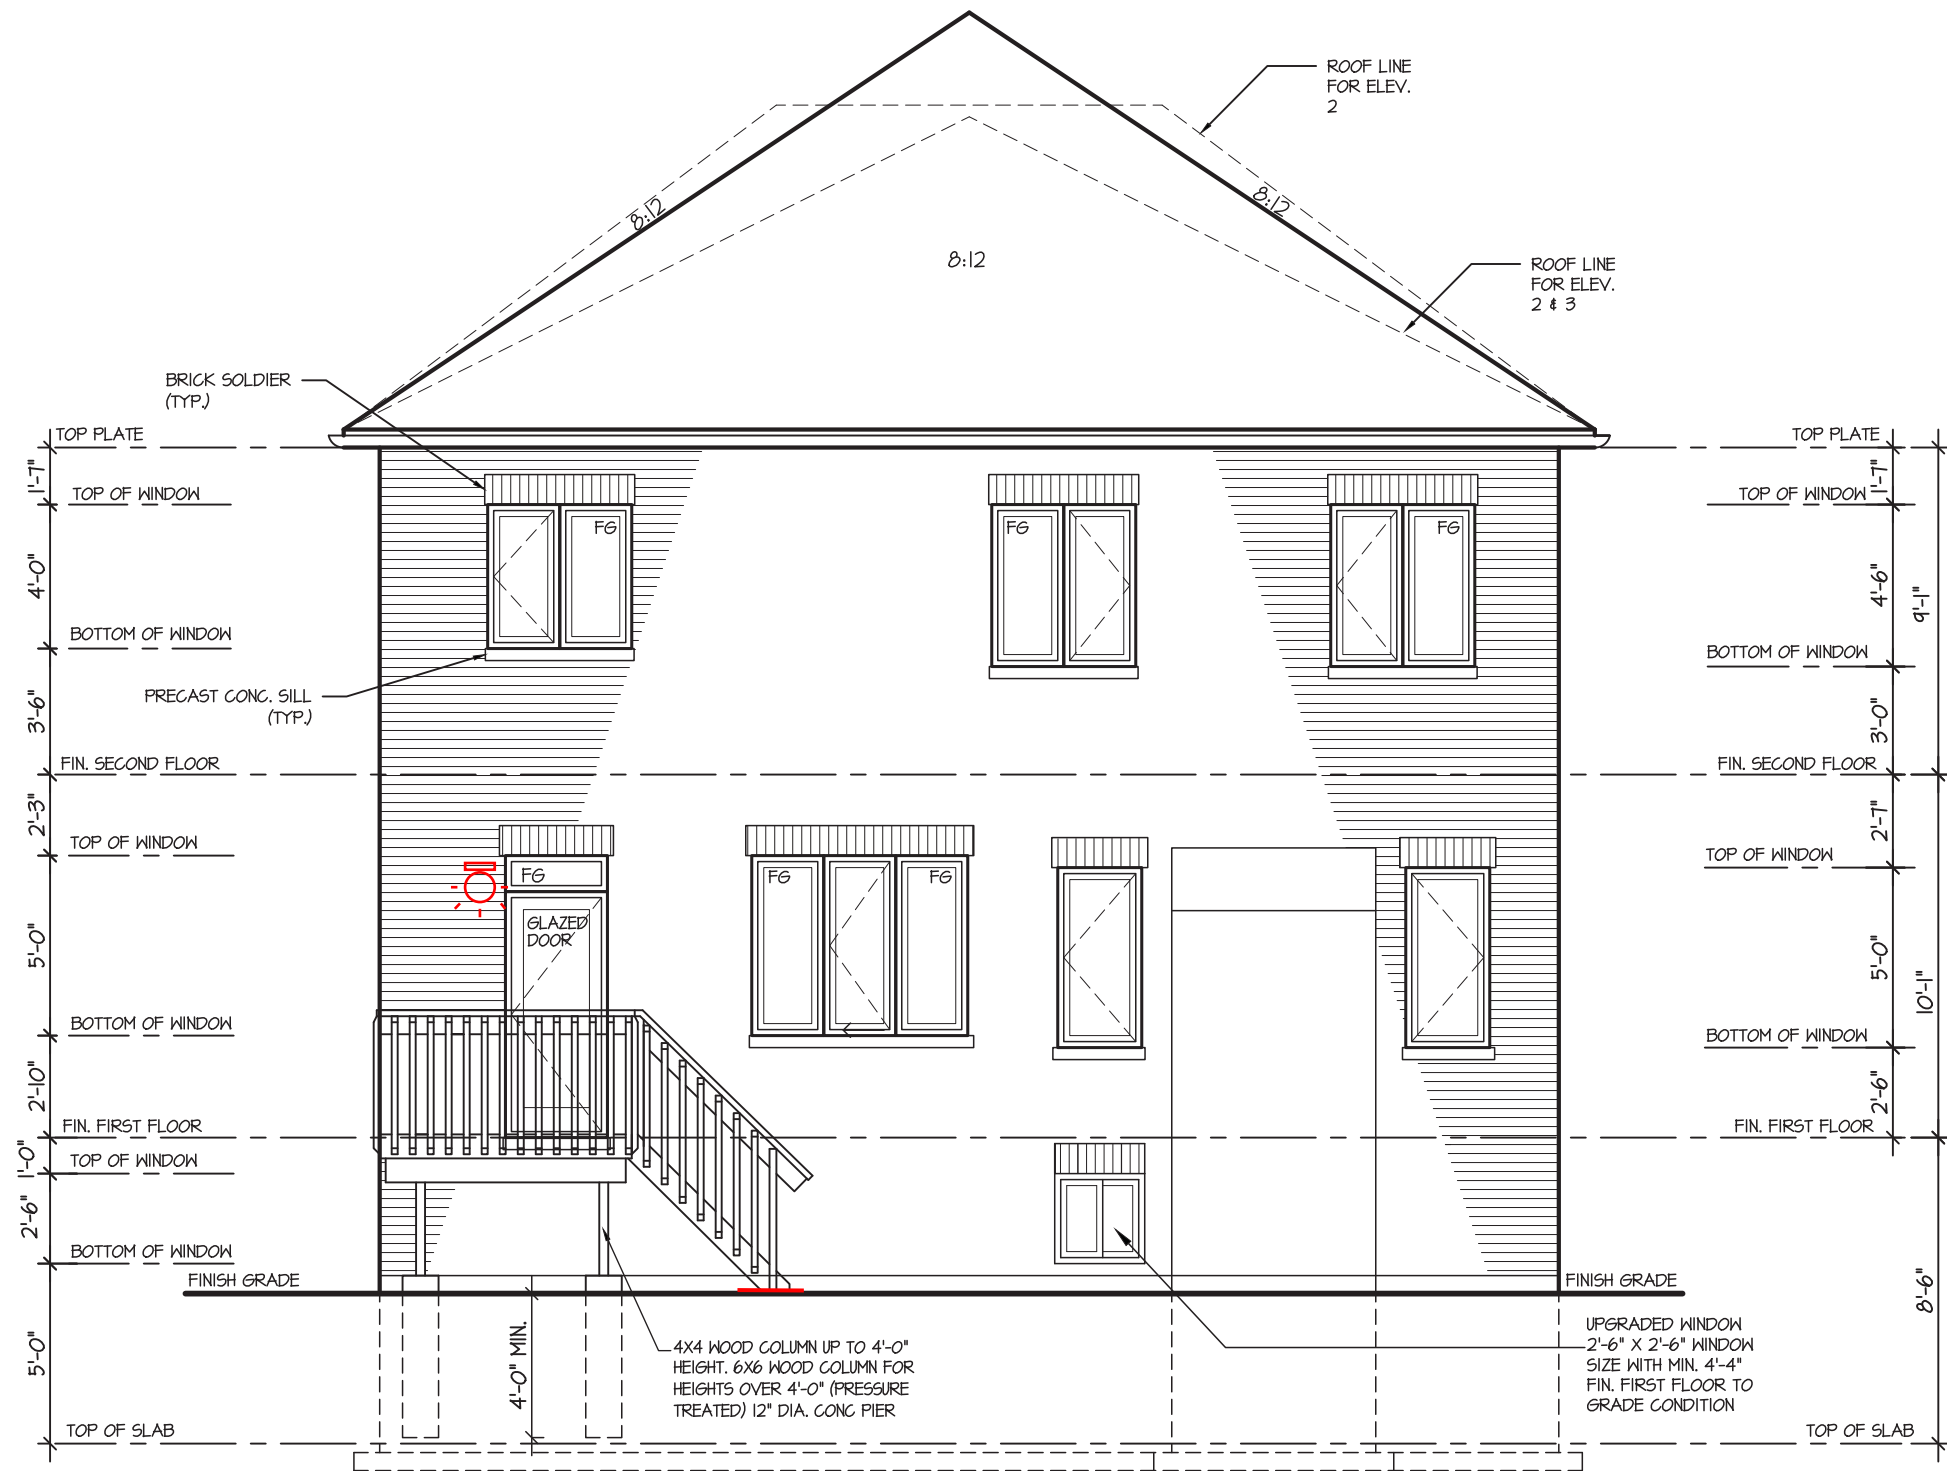 ROOF LINE
FOR ELEV.
2
8:12
8:12
8:12
ROOF LINE
FOR ELEV.
2 & 3
BRICK SOLDIER
(TYP.)
TOP PLATE
TOP PLATE
1'-7"
1'-7"
TOP OF WINDOW
TOP OF WINDOW
FG
FG
FG
4'-0"
4'-6"
9'-1"
BOTTOM OF WINDOW
BOTTOM OF WINDOW
PRECAST CONC. SILL
(TYP.)
3'-6"
3'-0"
FIN. SECOND FLOOR
FIN. SECOND FLOOR
2'-3"
2'-7"
TOP OF WINDOW
TOP OF WINDOW
FG
FG
FG
GLAZED
DOOR
5'-0"
5'-0"
10'-1"
BOTTOM OF WINDOW
BOTTOM OF WINDOW
2'-10"
2'-6"
FIN. FIRST FLOOR
FIN. FIRST FLOOR
1'-0"
TOP OF WINDOW
2'-6"
BOTTOM OF WINDOW
FINISH GRADE
FINISH GRADE
8'-6"
5'-0"
4'-0" MIN.
4X4 WOOD COLUMN UP TO 4'-0"
HEIGHT. 6X6 WOOD COLUMN FOR
HEIGHTS OVER 4'-0" (PRESSURE
TREATED) 12" DIA. CONC PIER
UPGRADED WINDOW
2'-6" X 2'-6" WINDOW
SIZE WITH MIN. 4'-4"
FIN. FIRST FLOOR TO
GRADE CONDITION
TOP OF SLAB
TOP OF SLAB